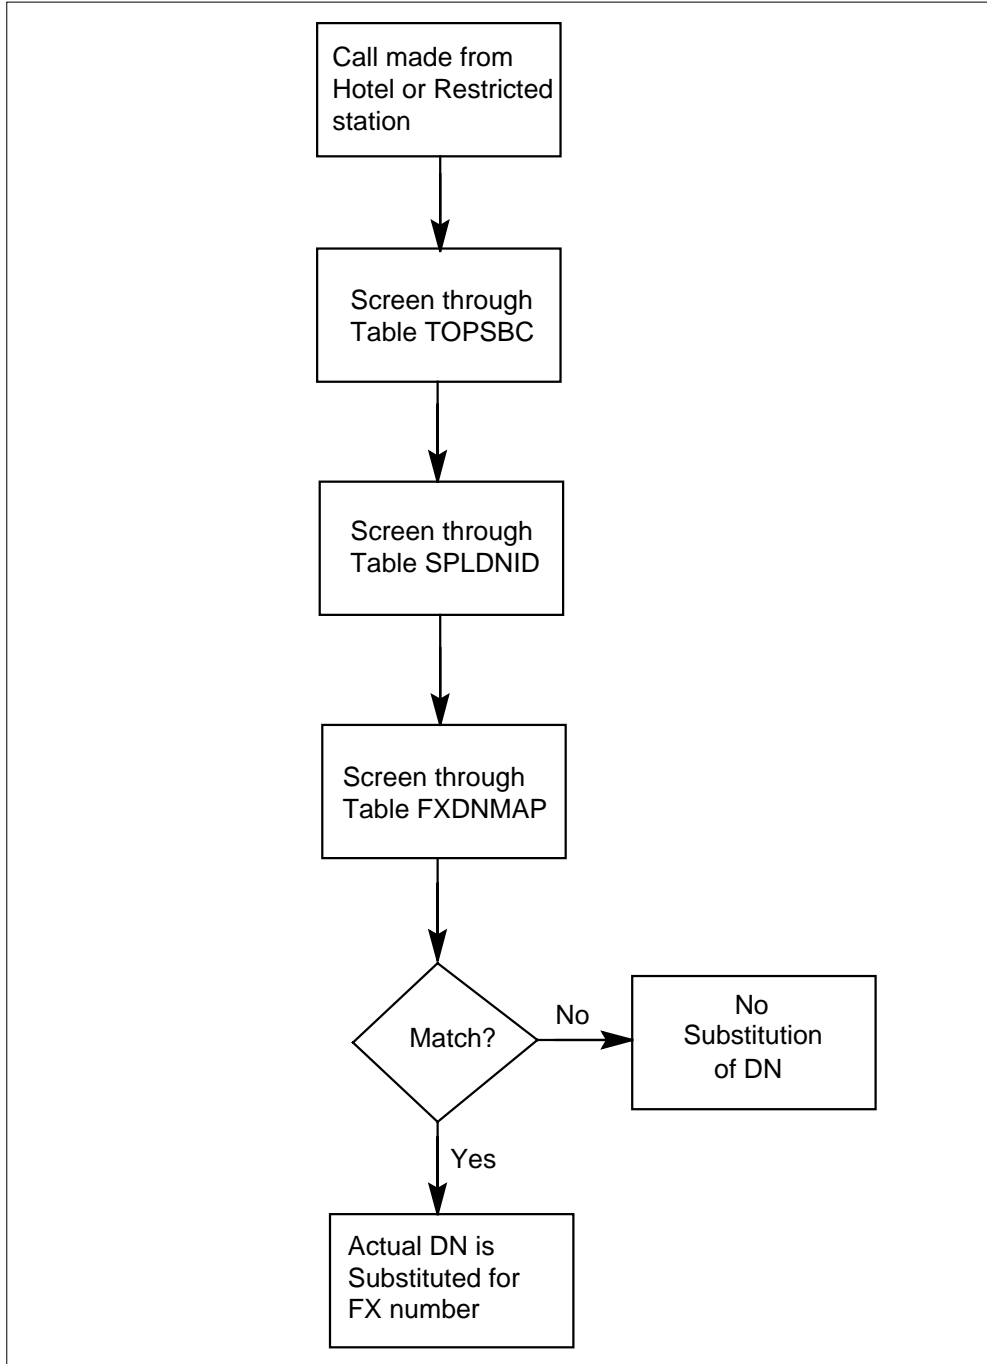 Call made from
Hotel or Restricted
station
Screen through
Table TOPSBC
Screen through
Table SPLDNID
Screen through
Table FXDNMAP
Match?
No
No
Substitution
of DN
Yes
Actual DN is
Substituted for
FX number